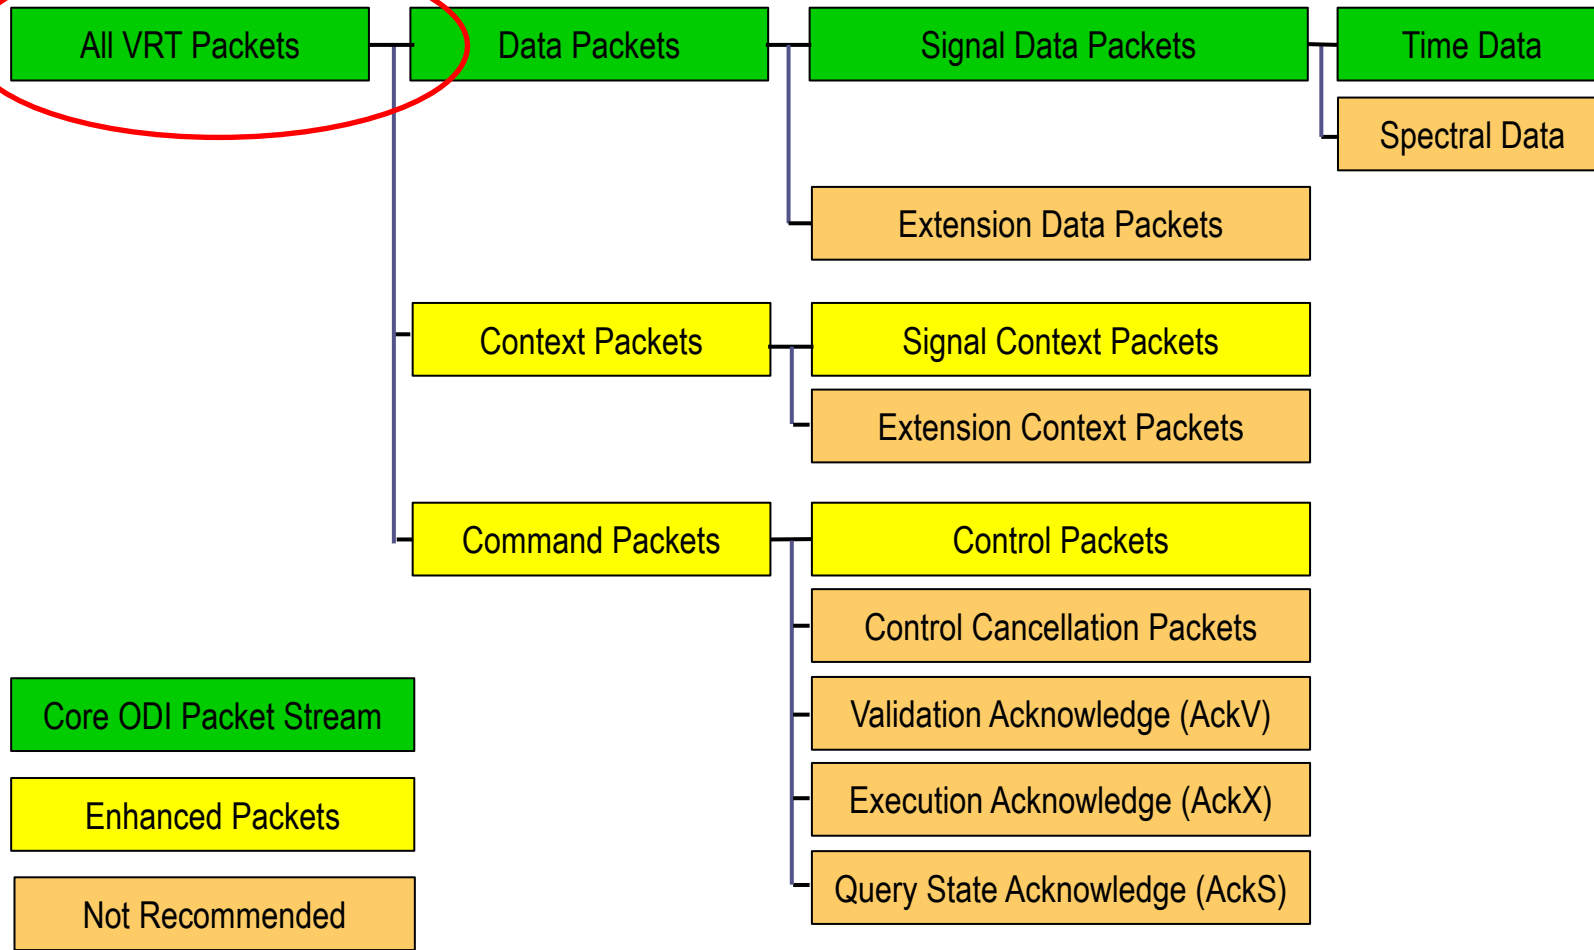 All VRT Packets
Data Packets
Signal Data Packets
Time Data
Spectral Data
Extension Data Packets
Context Packets
Signal Context Packets
Extension Context Packets
Command Packets
Control Packets
Control Cancellation Packets
Validation Acknowledge (AckV)
Execution Acknowledge (AckX)
Query State Acknowledge (AckS)
Core ODI Packet Stream
Enhanced Packets
Not Recommended